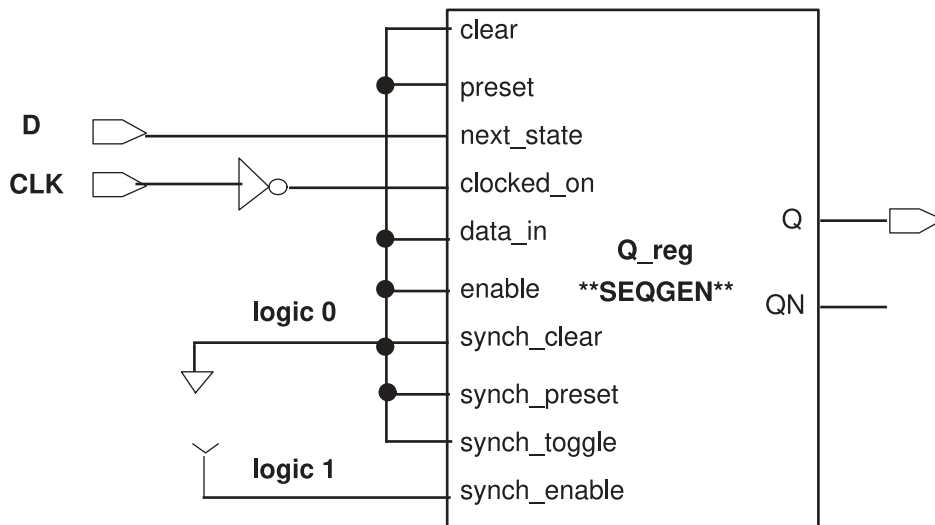 clear
preset
D
next_state
CLK
clocked_on
data_in
Q
Q_reg
enable
**SEQGEN**
QN
logic 0
synch_clear
synch_preset
synch_toggle
logic 1
synch_enable